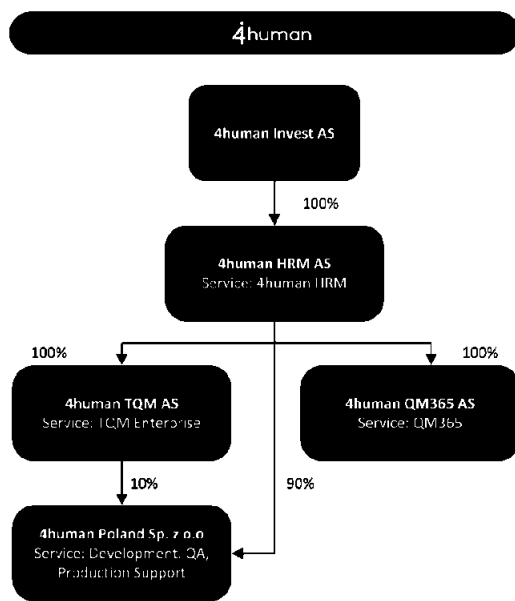 4human
4human Invest AS
100%
4human HRM AS
Service: 4human HRM
100%
100%
4human TQM AS
Service: TQM Enterprise
4human QM365 AS
Service: QM365
10%
90%
4human Poland Sp. z o.o
Service: Development, QA,
Production Support